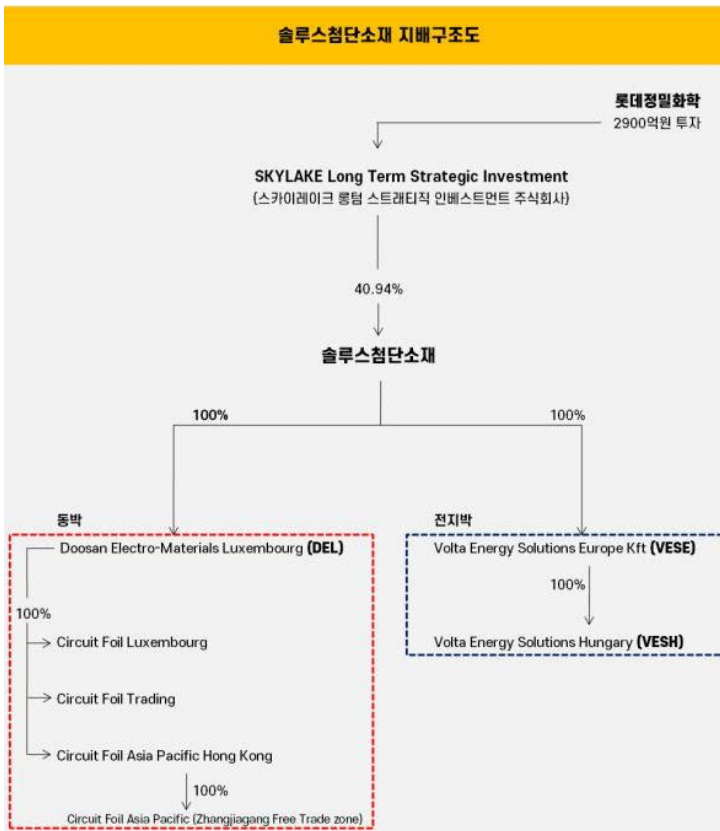 솔루스첨단소재 지배구조도
롯데정밀화학
2900억원 투자
SKYLAKE Long Term Strategic Investment
(스카이레이크 롱텀 스트래티직 인베스트먼트 주식회사)
40.94%
솔루스첨단소재
100%
100%
동박
전지박
Doosan Electro-Materials Luxembourg (DEL)
Volta Energy Solutions Europe Kft (VESE)
100%
100%
Circuit Foil Luxembourg
Volta Energy Solutions Hungary (VESH)
Circuit Foil Trading
Circuit Foil Asia Pacific Hong Kong
100%
Circuit Foil Asia Pacific (Zhangjiagang Free Trade zone)